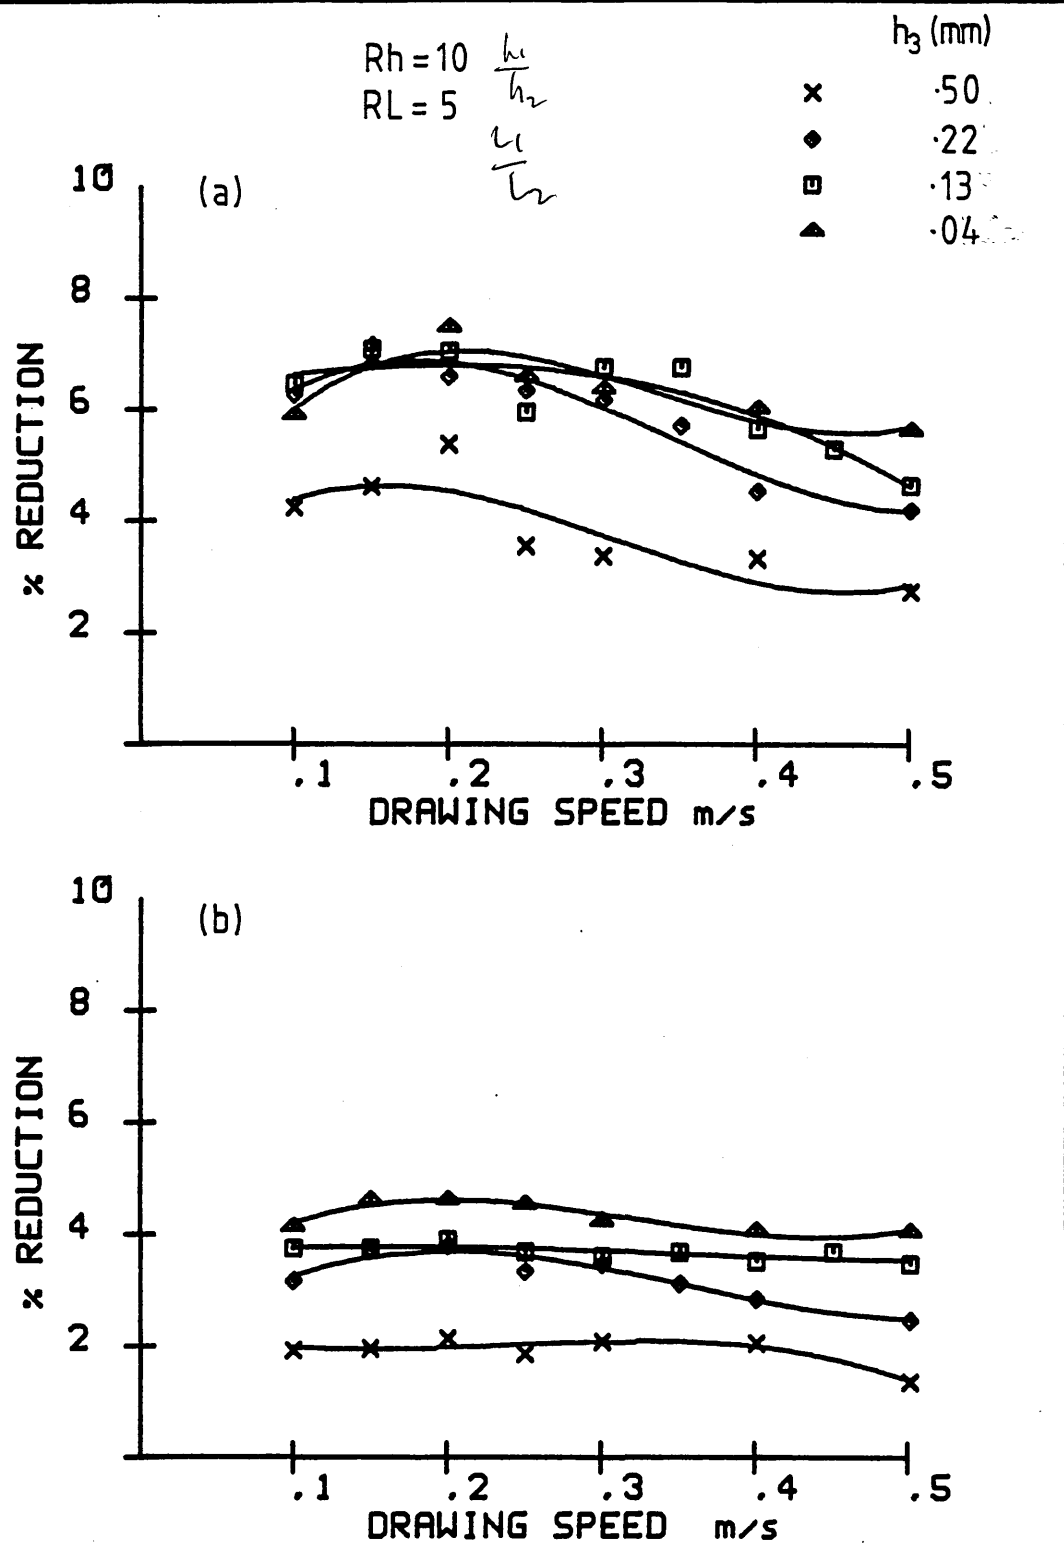 Rh = 10 h1/h2
RL = 5
L1/L2
h3 (mm)
× ·50
·22
·13
·04
(a)
10
8
6
4
2
% REDUCTION
.1 .2 .3 .4 .5
DRAWING SPEED m/s
(b)
10
8
6
4
2
% REDUCTION
.1 .2 .3 .4 .5
DRAWING SPEED m/s